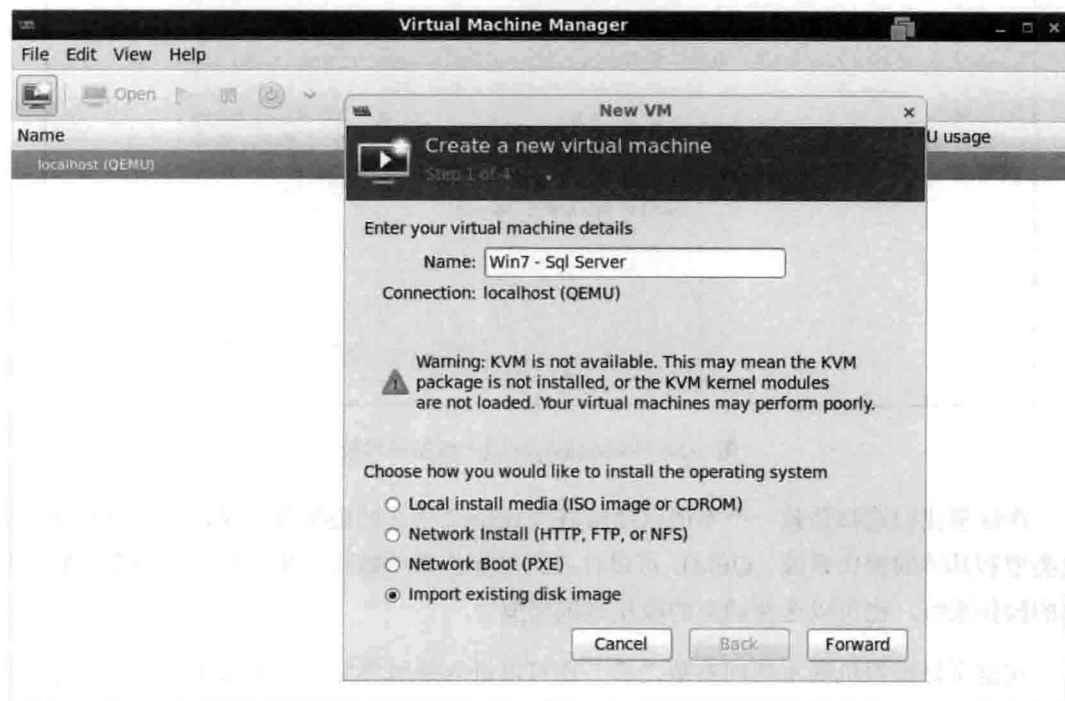 Virtual Machine Manager
File Edit View Help
Open
Name
U usage
localhost (QEMU)
New VM
Create a new virtual machine
Step 1 of 4
Enter your virtual machine details
Name: Win7 - Sql Server
Connection: localhost (QEMU)
Warning: KVM is not available. This may mean the KVM
package is not installed, or the KVM kernel modules
are not loaded. Your virtual machines may perform poorly.
Choose how you would like to install the operating system
Local install media (ISO image or CDROM)
Network Install (HTTP, FTP, or NFS)
Network Boot (PXE)
Import existing disk image
Cancel Back Forward